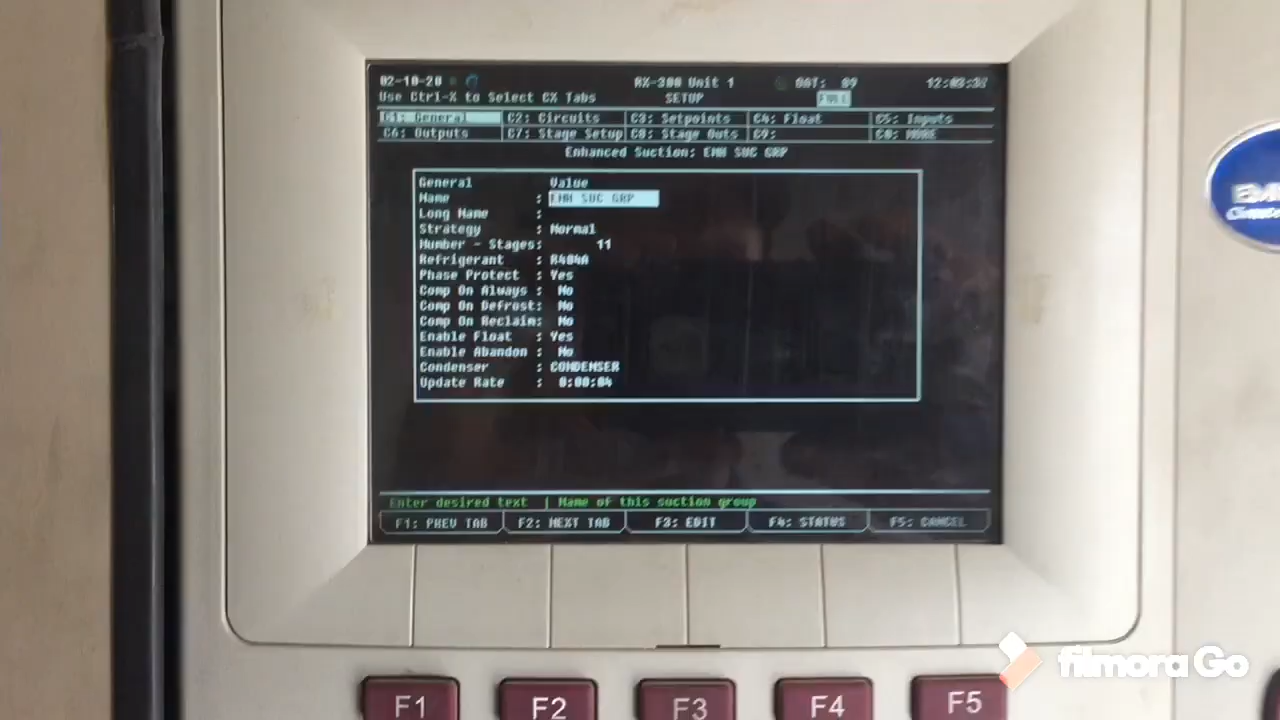 02-10-20 RX-300 Unit 1 OAT: 89 12:03:37
Use Ctrl-X to Select CX Tabs SETUP FULL
C1: General C2: Circuits C3: Setpoints C4: Float C5: Inputs
C6: Outputs C7: Stage Setup C8: Stage Outs C9: C0: MORE
Enhanced Suction: ENH SUC GRP
General Value
Name : ENH SUC GRP
Long Name :
Strategy : Normal
Number - Stages: 11
Refrigerant : R404A
Phase Protect : Yes
Comp On Always : No
Comp On Defrost: No
Comp On Reclaim: No
Enable Float : Yes
Enable Abandon : No
Condenser : CONDENSER
Update Rate : 0:00:04
Enter desired text | Name of this suction group
F1: PREV TAB F2: NEXT TAB F3: EDIT F4: STATUS F5: CANCEL
filmora Go
F1 F2 F3 F4 F5